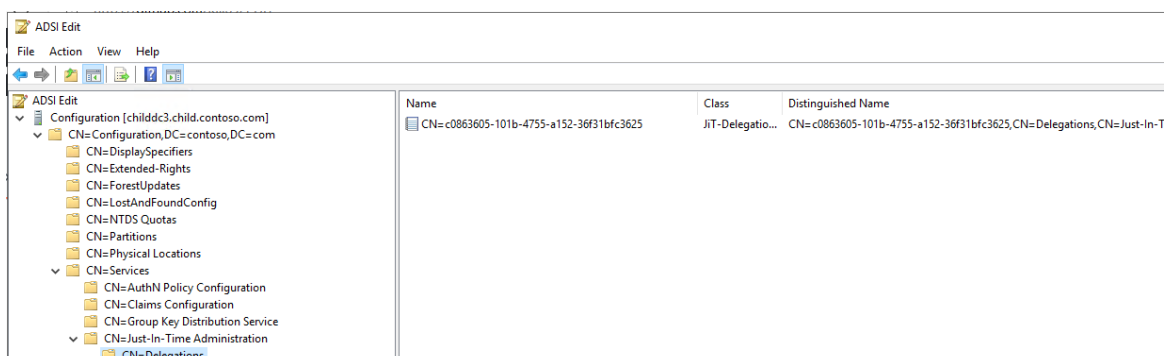 ADSI Edit
File Action View Help
ADSI Edit
Configuration [childdc3.child.contoso.com]
CN=Configuration,DC=contoso,DC=com
CN=DisplaySpecifiers
CN=Extended-Rights
CN=ForestUpdates
CN=LostAndFoundConfig
CN=NTDS Quotas
CN=Partitions
CN=Physical Locations
CN=Services
CN=AuthN Policy Configuration
CN=Claims Configuration
CN=Group Key Distribution Service
CN=Just-In-Time Administration
CN=Delegations
Name Class Distinguished Name
CN=c0863605-101b-4755-a152-36f31bfc3625 JiT-Delegatio... CN=c0863605-101b-4755-a152-36f31bfc3625,CN=Delegations,CN=Just-In-T